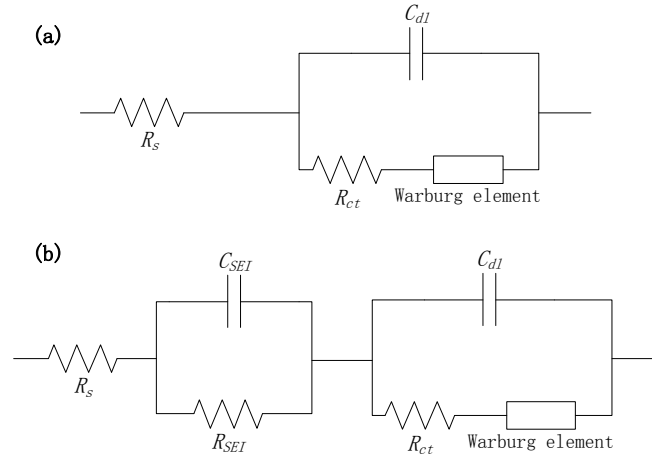 (a)
C_dl
R_s
R_ct
Warburg element
(b)
C_SEI
C_dl
R_s
R_SEI
R_ct
Warburg element